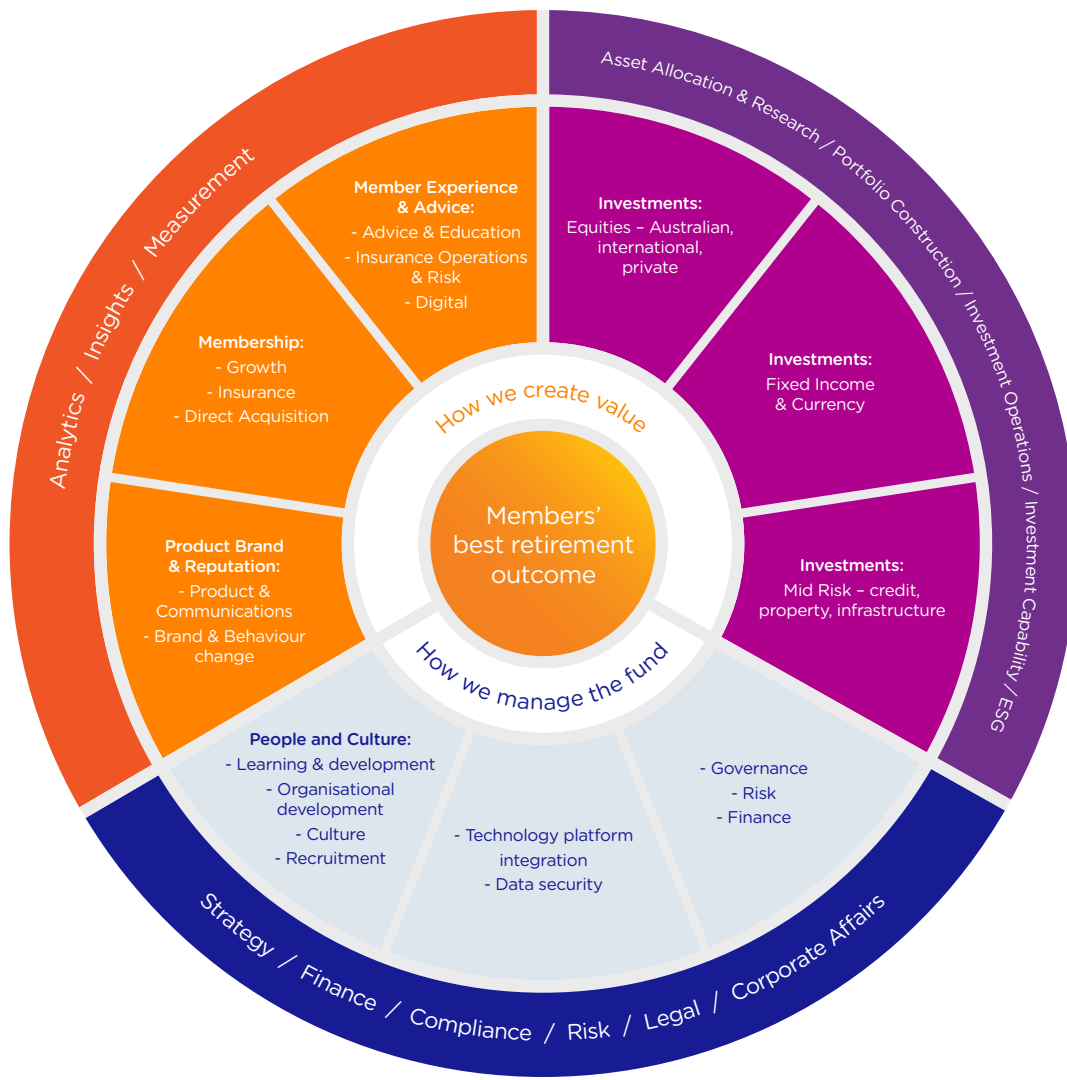 Analytics / Insights / Measurement
Asset Allocation & Research / Portfolio Construction / Investment Operations / Investment Capability / ESG
Member Experience
& Advice:
- Advice & Education
- Insurance Operations
& Risk
- Digital
Investments:
Equities – Australian,
international,
private
Membership:
- Growth
- Insurance
- Direct Acquisition
Investments:
Fixed Income
& Currency
How we create value
Members’
best retirement
outcome
Product Brand
& Reputation:
- Product &
Communications
- Brand & Behaviour
change
Investments:
Mid Risk – credit,
property, infrastructure
How we manage the fund
People and Culture:
- Learning & development
- Organisational
development
- Culture
- Recruitment
- Technology platform
integration
- Data security
- Governance
- Risk
- Finance
Strategy / Finance / Compliance / Risk / Legal / Corporate Affairs